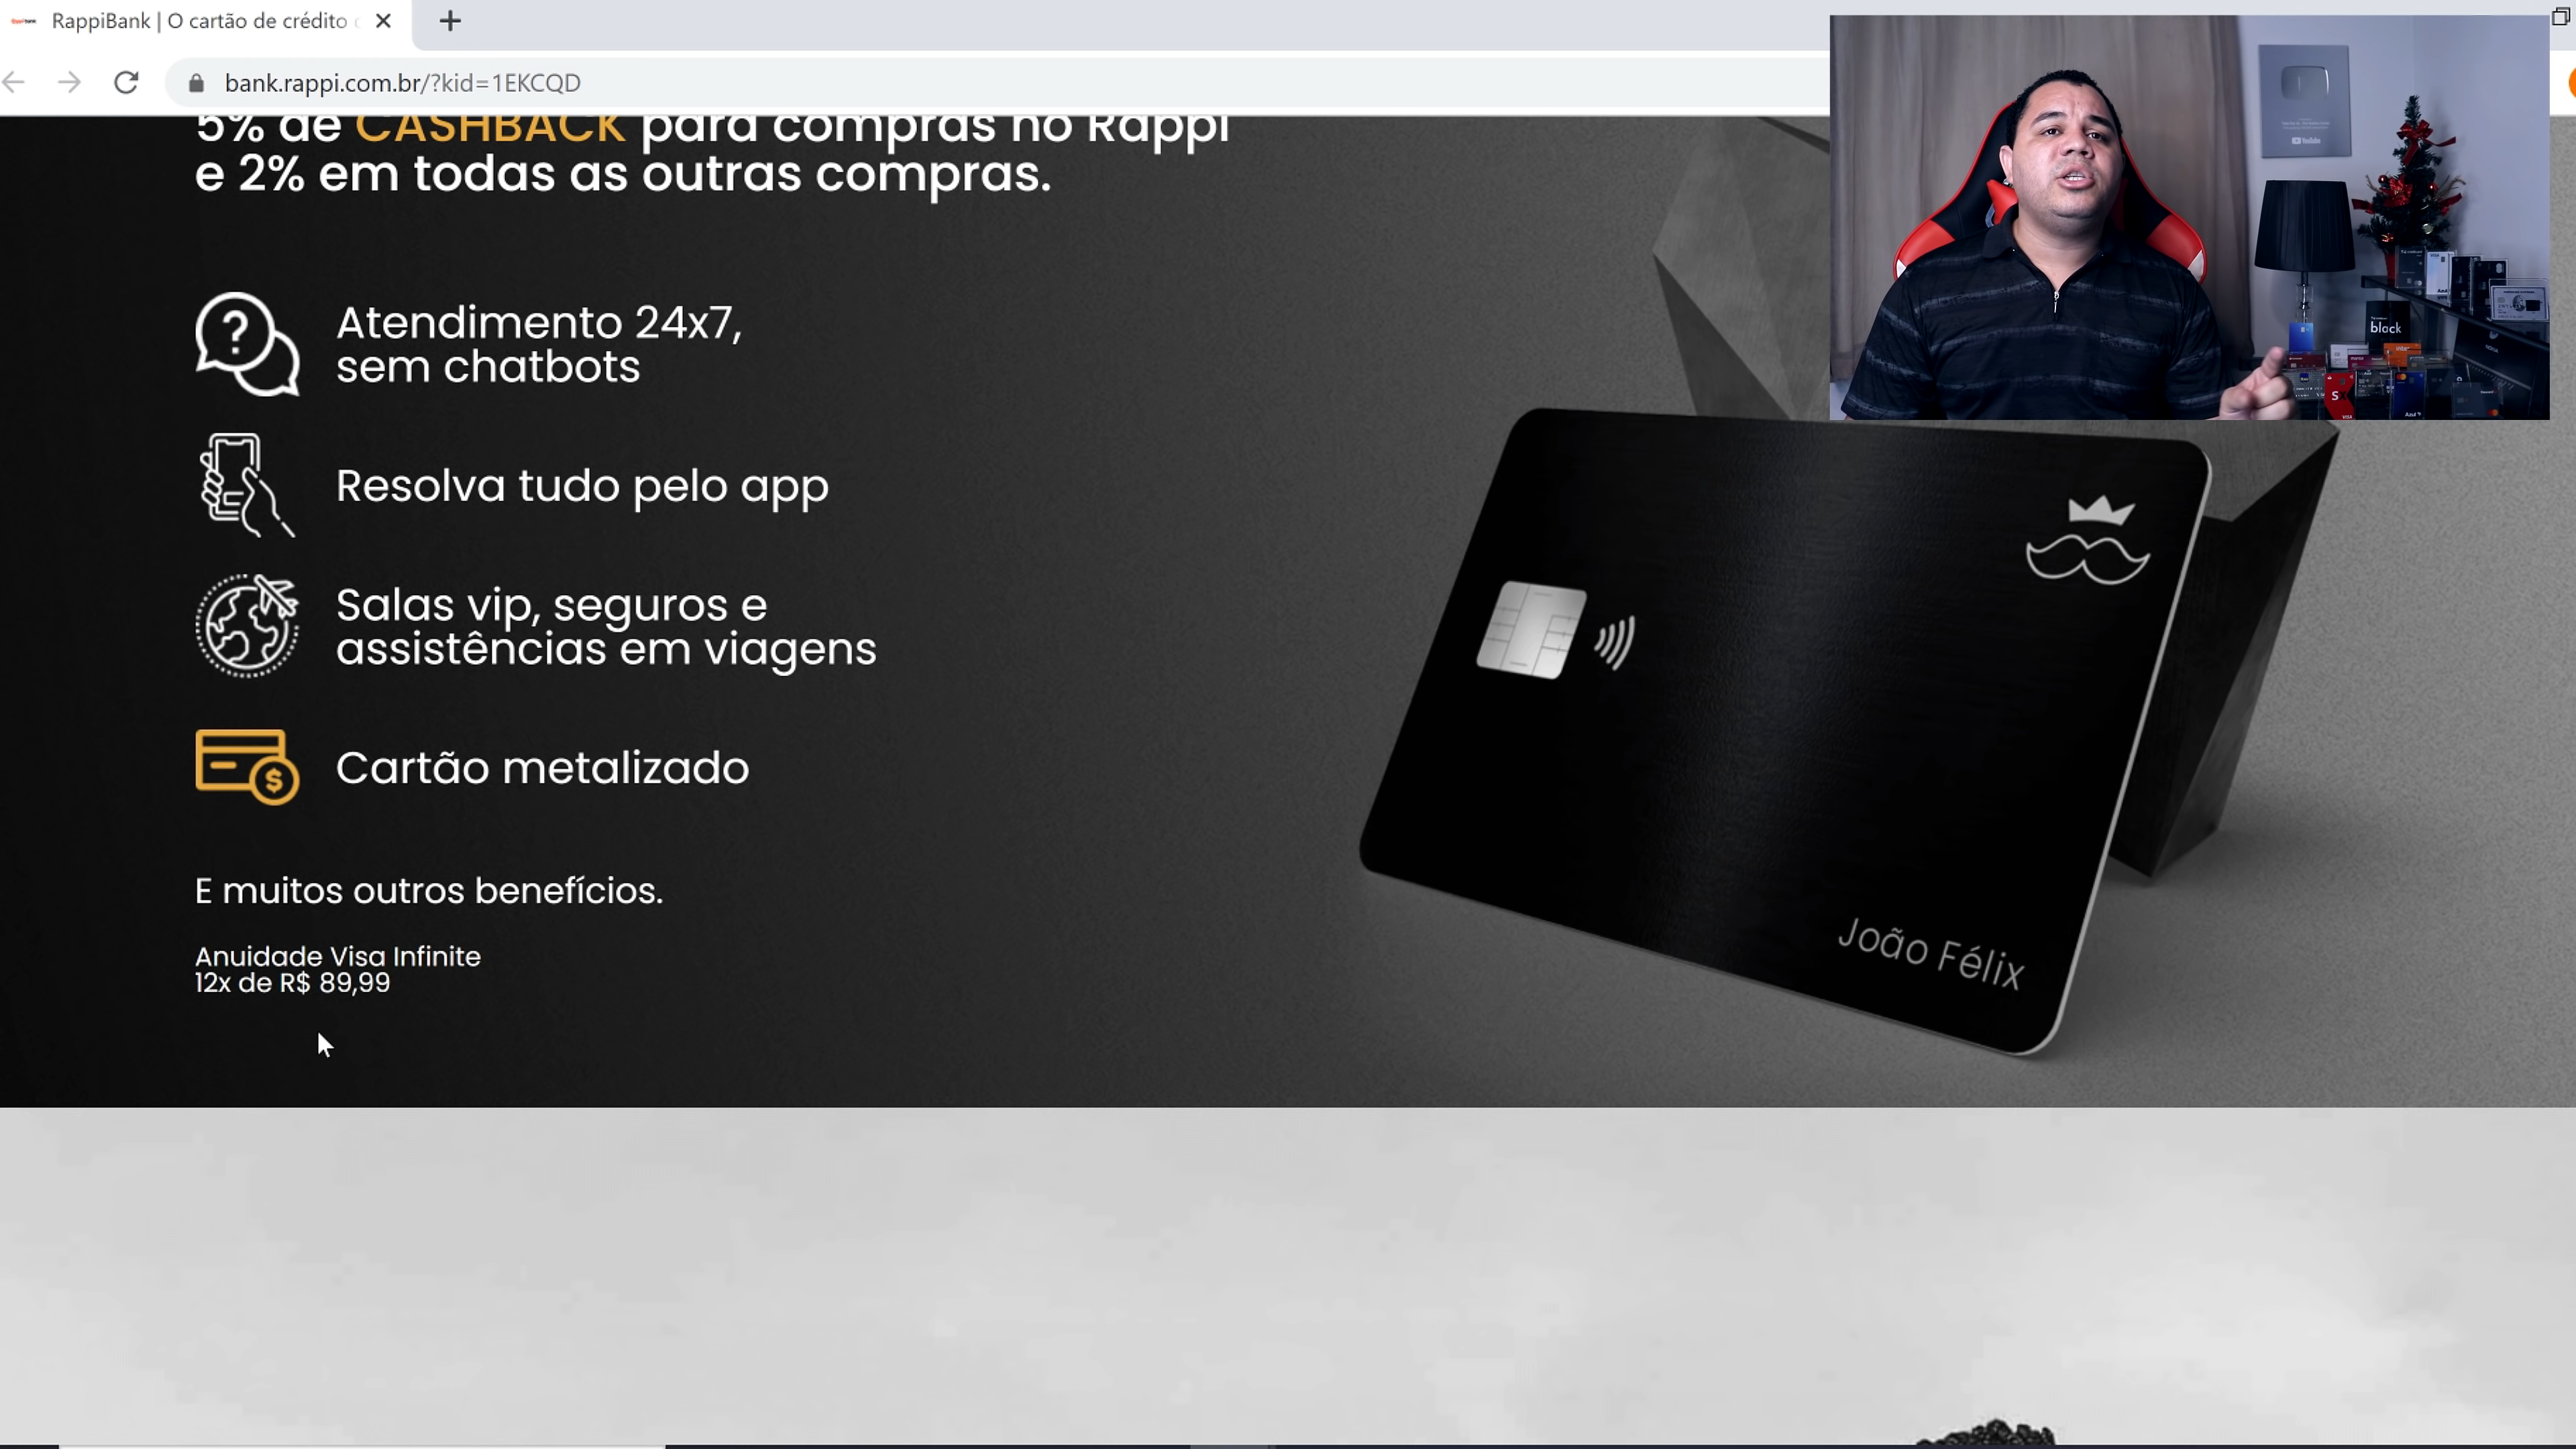 RappiBank | O cartão de crédito
bank.rappi.com.br/?kid=1EKCQD
5% de CASHBACK para compras no Rappi
e 2% em todas as outras compras.
Atendimento 24x7,
sem chatbots
Resolva tudo pelo app
Salas vip, seguros e
assistências em viagens
Cartão metalizado
E muitos outros benefícios.
Anuidade Visa Infinite
12x de R$ 89,99
João Félix
YouTube
black